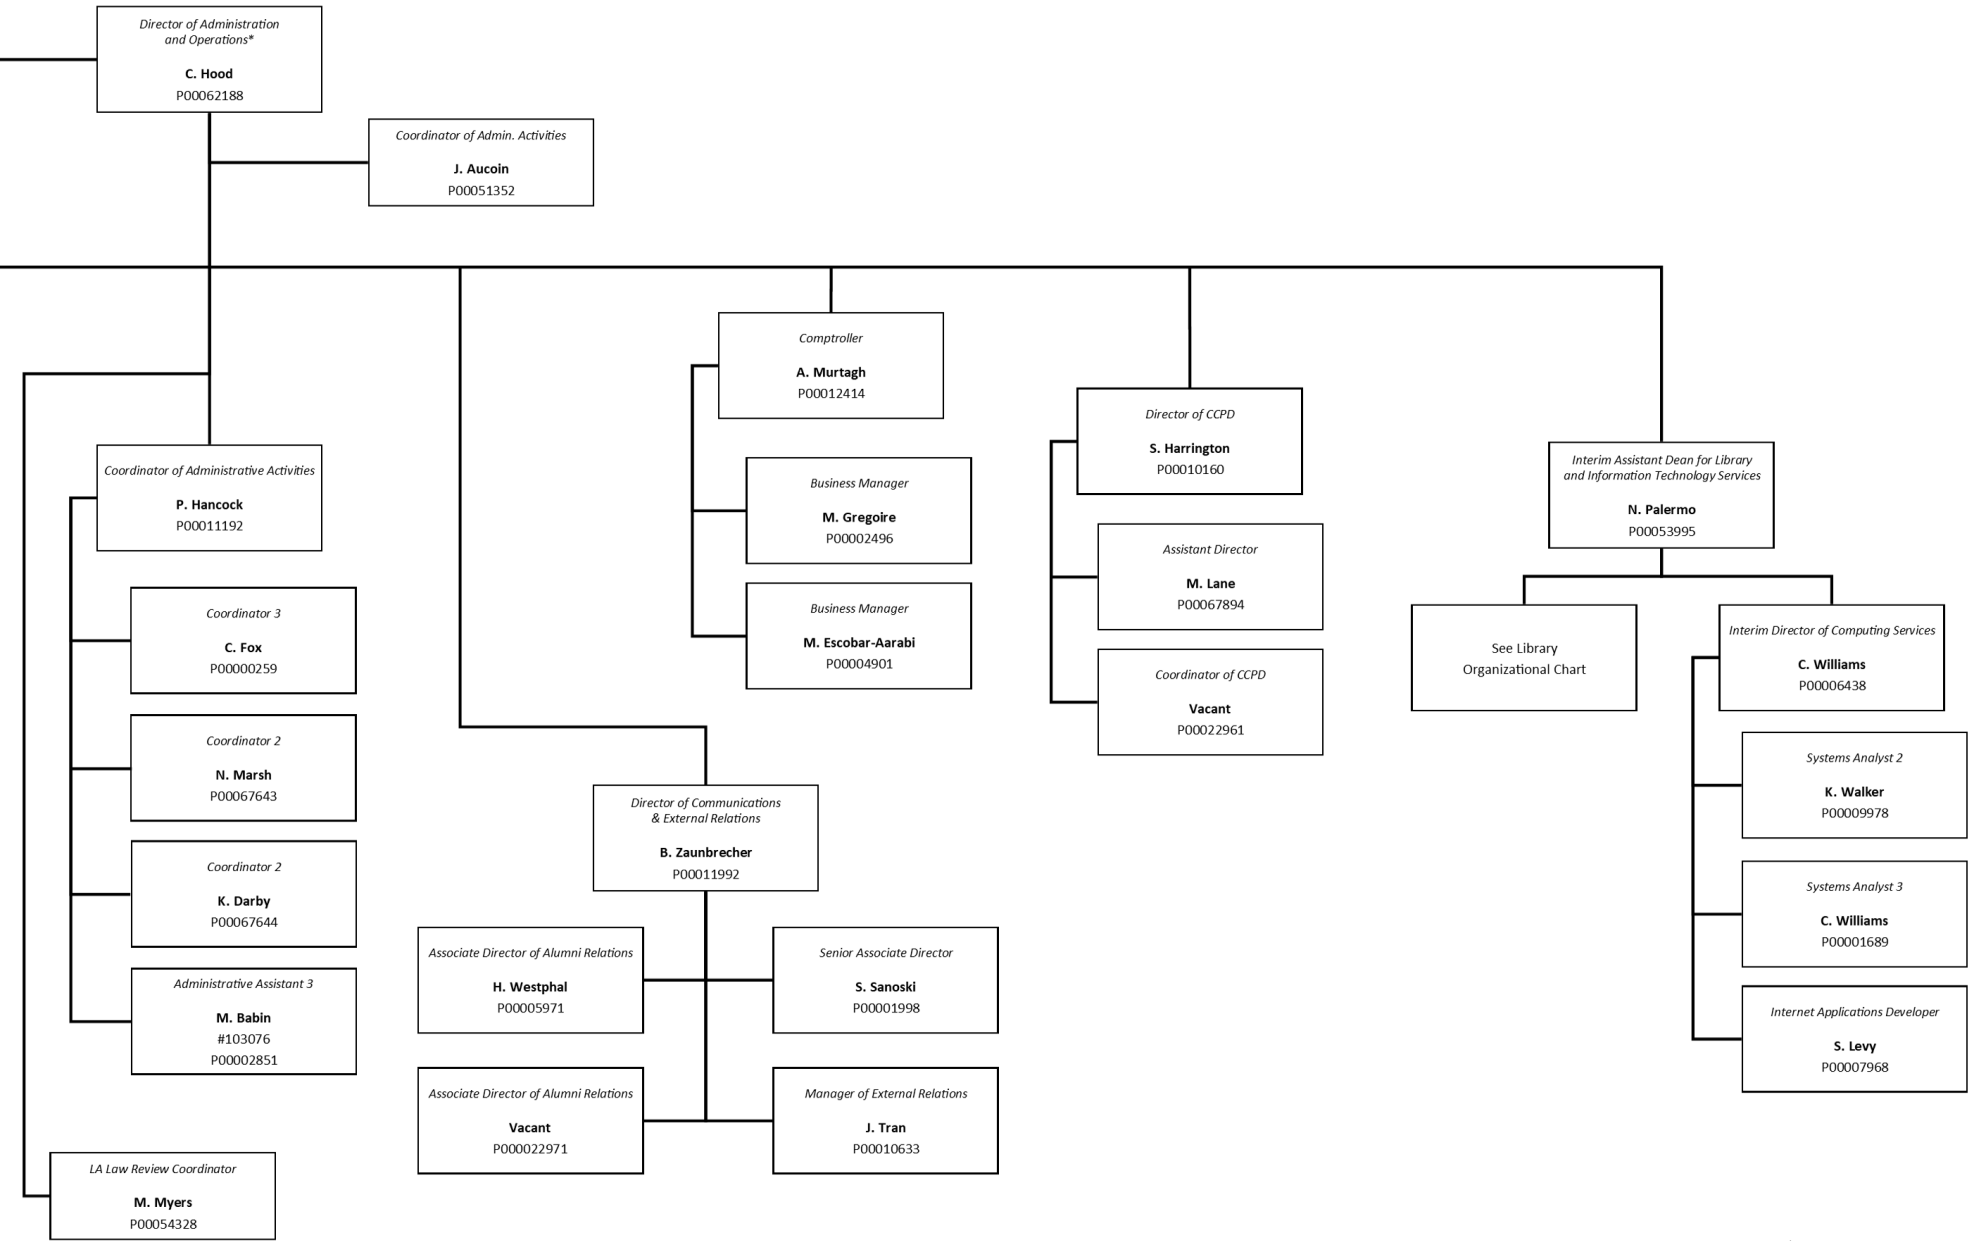 Director of Administration
and Operations*
C. Hood
P00062188
Coordinator of Admin. Activities
J. Aucoin
P00051352
Coordinator of Administrative Activities
P. Hancock
P00011192
Coordinator 3
C. Fox
P00000259
Coordinator 2
N. Marsh
P00067643
Coordinator 2
K. Darby
P00067644
Administrative Assistant 3
M. Babin
#103076
P00002851
LA Law Review Coordinator
M. Myers
P00054328
Director of Communications
& External Relations
B. Zaunbrecher
P00011992
Associate Director of Alumni Relations
H. Westphal
P00005971
Senior Associate Director
S. Sanoski
P00001998
Associate Director of Alumni Relations
Vacant
P000022971
Manager of External Relations
J. Tran
P00010633
Comptroller
A. Murtagh
P00012414
Business Manager
M. Gregoire
P00002496
Business Manager
M. Escobar-Aarabi
P00004901
Director of CCPD
S. Harrington
P00010160
Assistant Director
M. Lane
P00067894
Coordinator of CCPD
Vacant
P00022961
Interim Assistant Dean for Library
and Information Technology Services
N. Palermo
P00053995
See Library
Organizational Chart
Interim Director of Computing Services
C. Williams
P00006438
Systems Analyst 2
K. Walker
P00009978
Systems Analyst 3
C. Williams
P00001689
Internet Applications Developer
S. Levy
P00007968